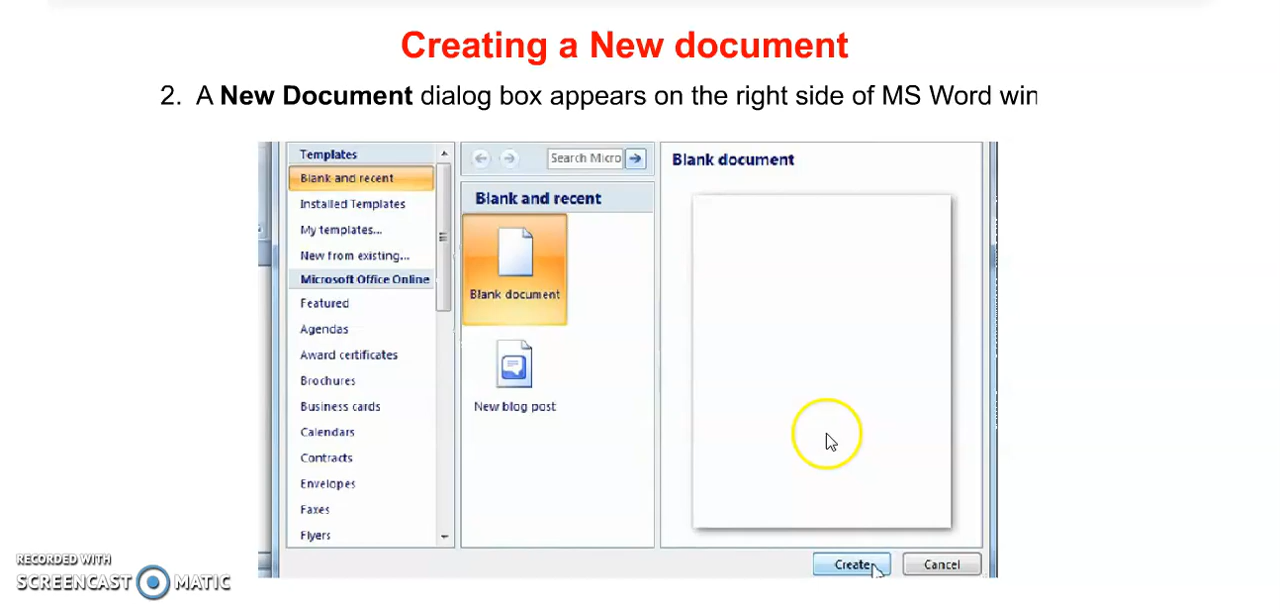 Creating a New document
2. A New Document dialog box appears on the right side of MS Word win
Templates
Blank and recent
Installed Templates
My templates...
New from existing...
Microsoft Office Online
Featured
Agendas
Award certificates
Brochures
Business cards
Calendars
Contracts
Envelopes
Faxes
Flyers
Search Micro
Blank and recent
Blank document
New blog post
Blank document
Create
Cancel
RECORDED WITH
SCREENCAST MATIC